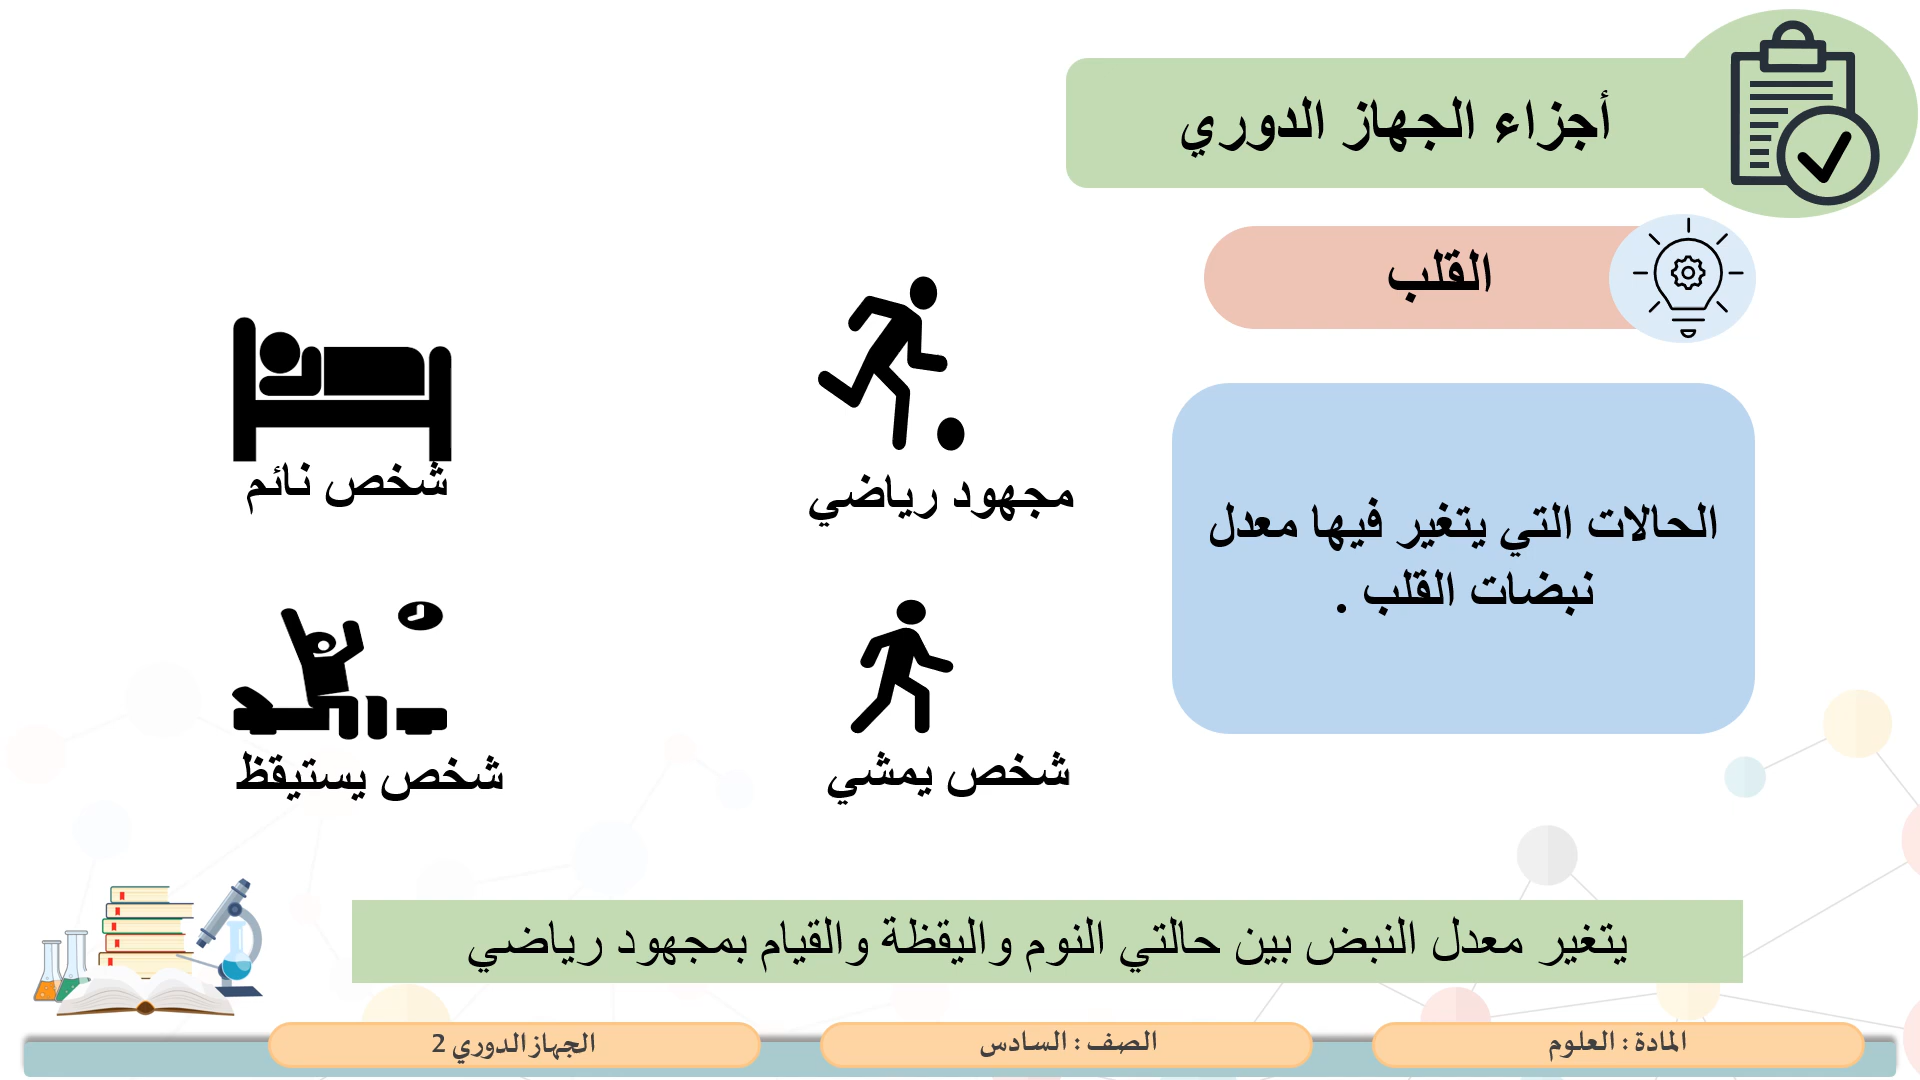 أجزاء الجهاز الدوري
القلب
الحالات التي يتغير فيها معدل
نبضات القلب .
مجهود رياضي
شخص نائم
شخص يمشي
شخص يستيقظ
يتغير معدل النبض بين حالتي النوم واليقظة والقيام بمجهود رياضي
المادة : العلوم
الصف : السادس
الجهاز الدوري 2